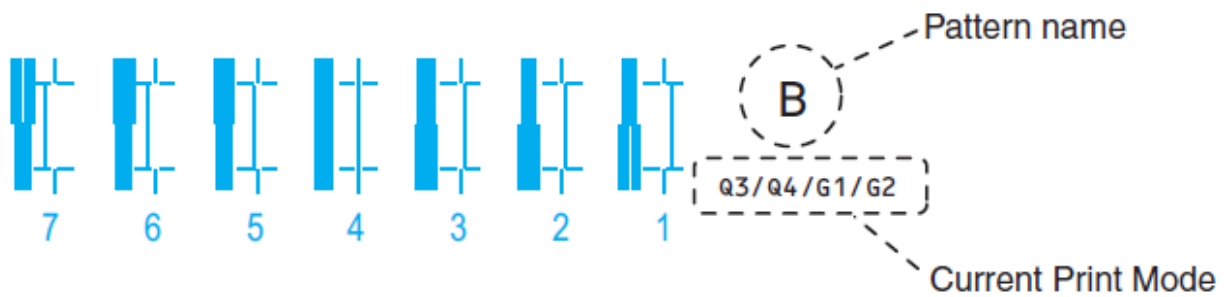 Pattern name
B
Q3/Q4/G1/G2
7 6 5 4 3 2 1
Current Print Mode